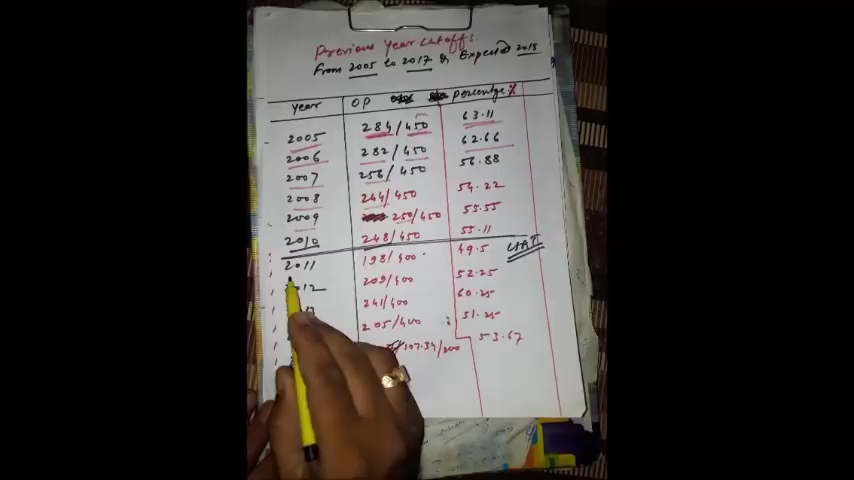 Previous Year cutoffs.
From 2005 to 2017 & Expected 2018
Year OP percentge %
2005 284/450 63.11
2006 282/450 62.66
2007 256/450 56.88
2008 244/450 54.22
2009 250/450 55.55
2010 248/450 55.11
2011 198/400 49.5 CSAT
2012 209/400 52.25
241/400 60.25
205/400 51.25
107.34/200 53.67